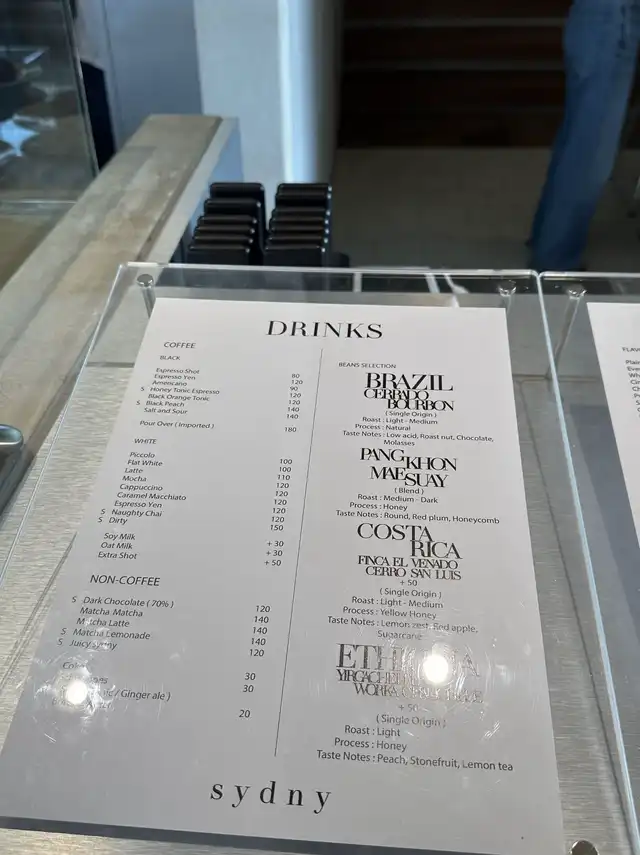 DRINKS
COFFEE
BLACK
Espresso Shot 80
Espresso Yen 120
Americano 90
S Honey Tonic Espresso 120
Black Orange Tonic 120
S Black Peach 140
Salt and Sour 140
Pour Over ( Imported ) 180
WHITE
Piccolo 100
Flat White 100
Latte 110
Mocha 120
Cappuccino 120
Caramel Macchiato 120
Espresso Yen 120
S Naughty Chai 120
S Dirty 150
Soy Milk + 30
Oat Milk + 30
Extra Shot + 50
NON-COFFEE
S Dark Chocolate ( 70% ) 120
Matcha Matcha 140
Matcha Latte 140
S Matcha Lemonade 140
S Juicy sydny 120
30
/ Ginger ale ) 30
20
BEANS SELECTION
BRAZIL
CERRADO
BOURBON
( Single Origin )
Roast : Light - Medium
Process : Natural
Taste Notes : Low acid, Roast nut, Chocolate,
Molasses
PANGKHON
MAE SUAY
( Blend )
Roast : Medium - Dark
Process : Honey
Taste Notes : Round, Red plum, Honeycomb
COSTA
RICA
FINCA EL VENADO
CERRO SAN LUIS
+ 50
( Single Origin )
Roast : Light - Medium
Process : Yellow Honey
Taste Notes : Lemon zest, Red apple,
Sugarcane
ETHIOPIA
+ 50
( Single Origin )
Roast : Light
Process : Honey
Taste Notes : Peach, Stonefruit, Lemon tea
sydny